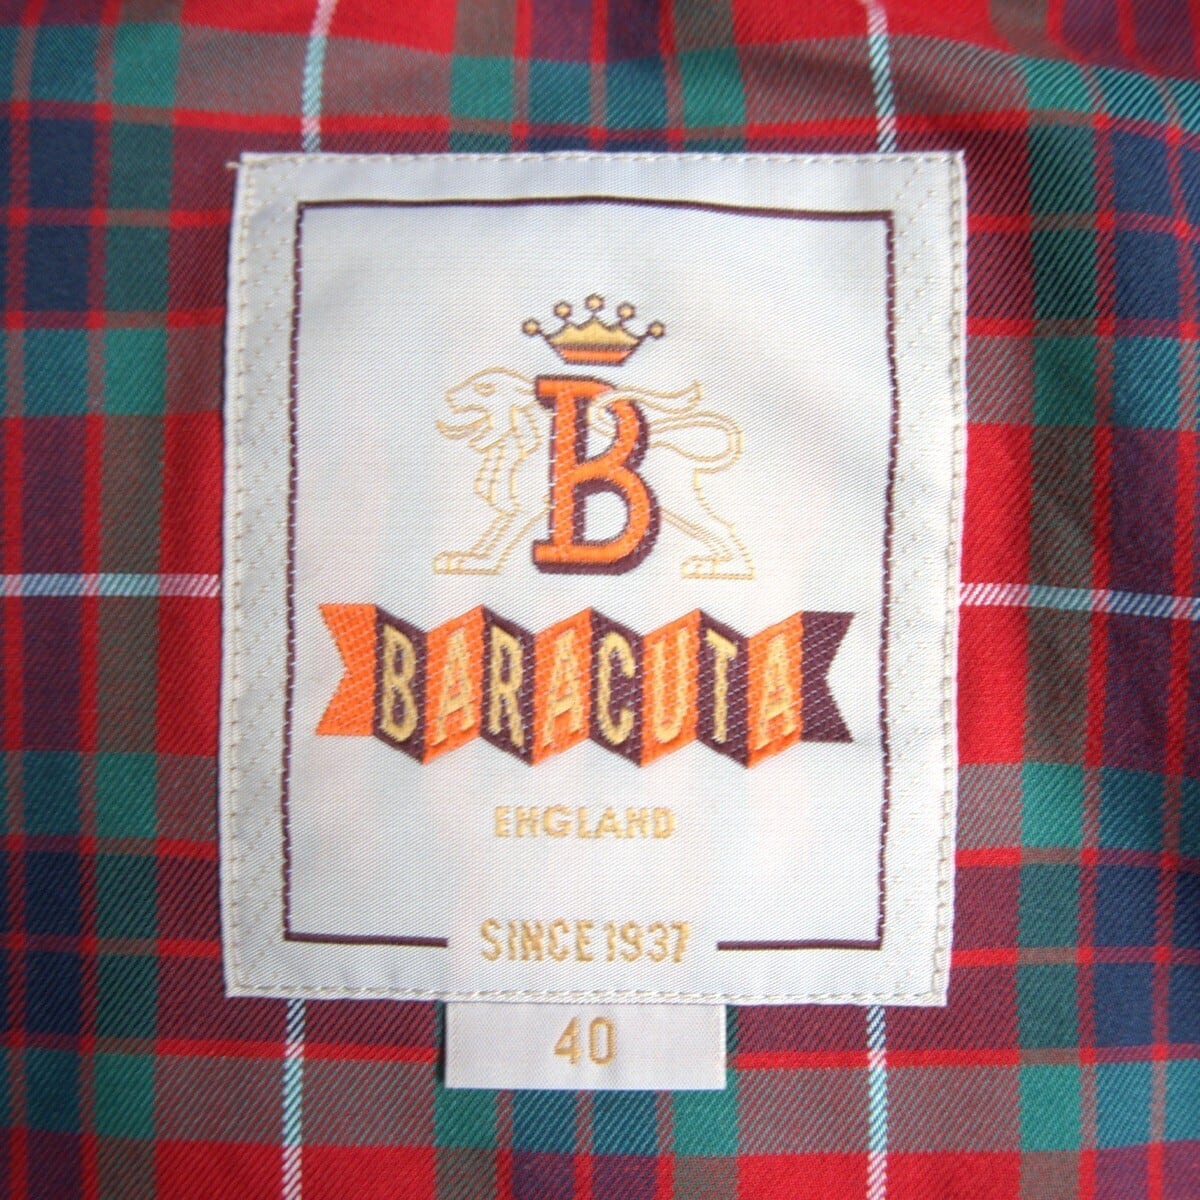 B
BARACUTA
ENGLAND
SINCE 1937
40